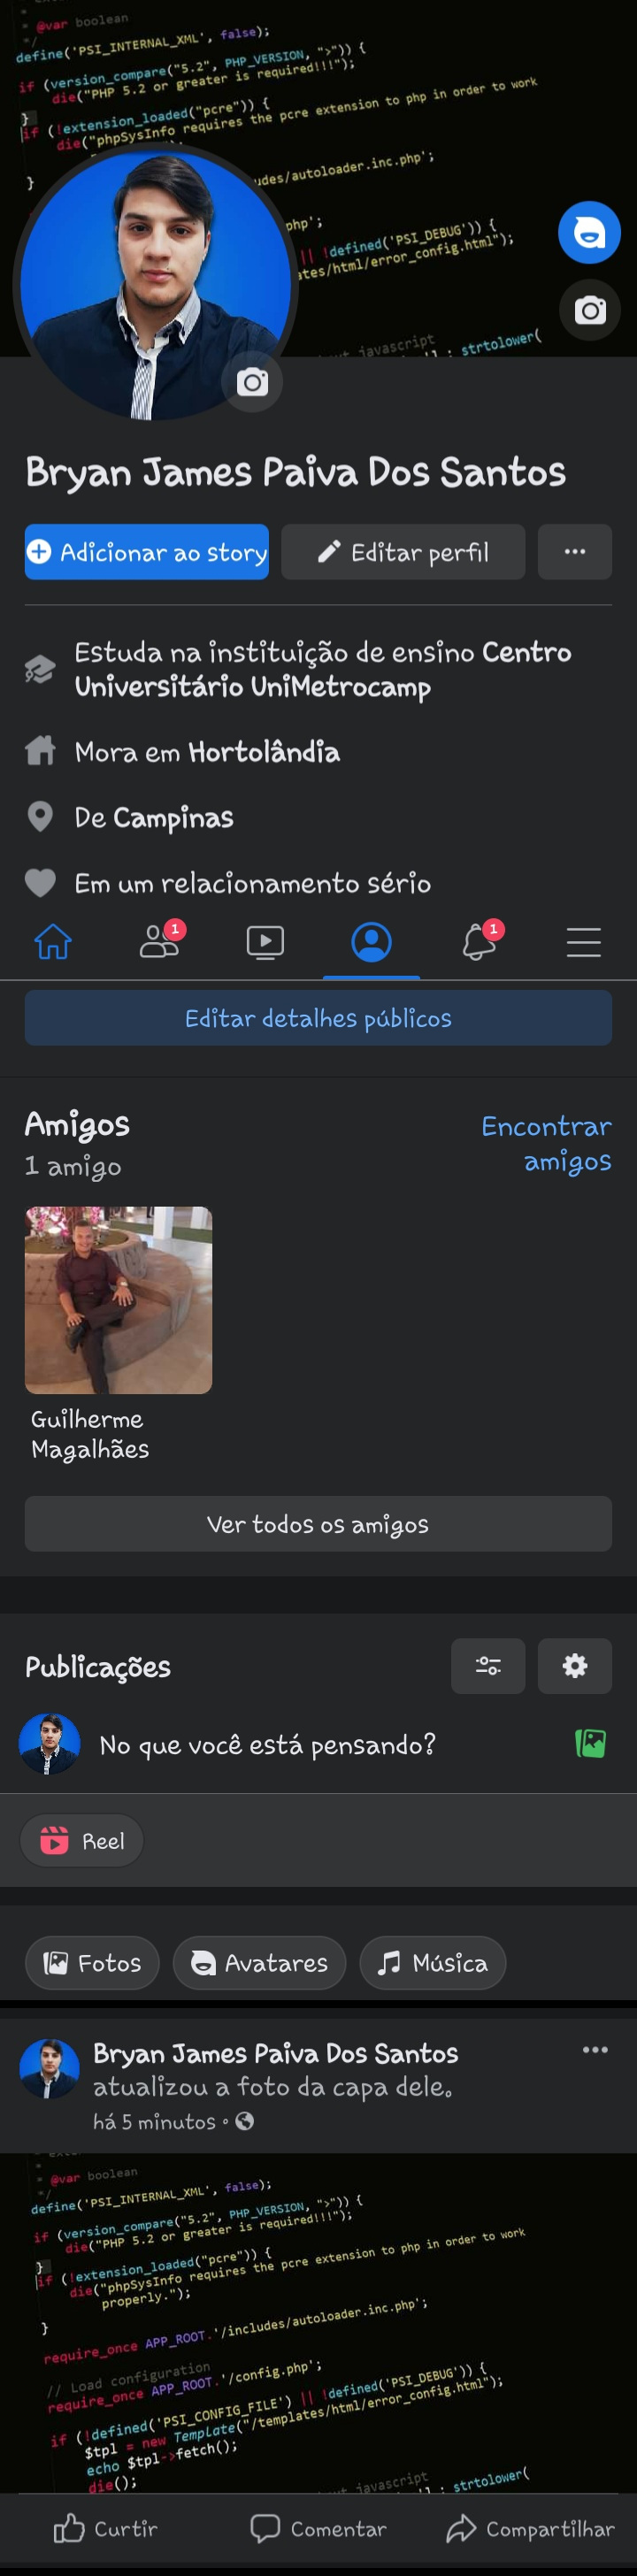 * @var boolean
*/
define('PSI_INTERNAL_XML', false);
if (version_compare("5.2", PHP_VERSION, ">")) {
die("PHP 5.2 or greater is required!!!");
}
if (!extension_loaded("pcre")) {
die("phpSysInfo requires the pcre extension to php in order to work
}
udes/autoloader.inc.php';
php';
|| !defined('PSI_DEBUG')) {
ates/html/error_config.html");
javascript
strtolower(
Bryan James Paiva Dos Santos
Adicionar ao story
Editar perfil
Estuda na instituição de ensino Centro
Universitário UniMetrocamp
Mora em Hortolândia
De Campinas
Em um relacionamento sério
1
1
Editar detalhes públicos
Amigos
Encontrar
amigos
1 amigo
Guilherme
Magalhães
Ver todos os amigos
Publicações
No que você está pensando?
Reel
Fotos
Avatares
Música
Bryan James Paiva Dos Santos
atualizou a foto da capa dele.
há 5 minutos
* @var boolean
*/
define('PSI_INTERNAL_XML', false);
if (version_compare("5.2", PHP_VERSION, ">")) {
die("PHP 5.2 or greater is required!!!");
}
if (!extension_loaded("pcre")) {
die("phpSysInfo requires the pcre extension to php in order to work
properly.");
}
require_once APP_ROOT.'/includes/autoloader.inc.php';
// Load configuration
require_once APP_ROOT.'/config.php';
if (!defined('PSI_CONFIG_FILE') || !defined('PSI_DEBUG')) {
$tpl = new Template("/templates/html/error_config.html");
echo $tpl->fetch();
die();
javascript
strtolower(
Curtir
Comentar
Compartilhar